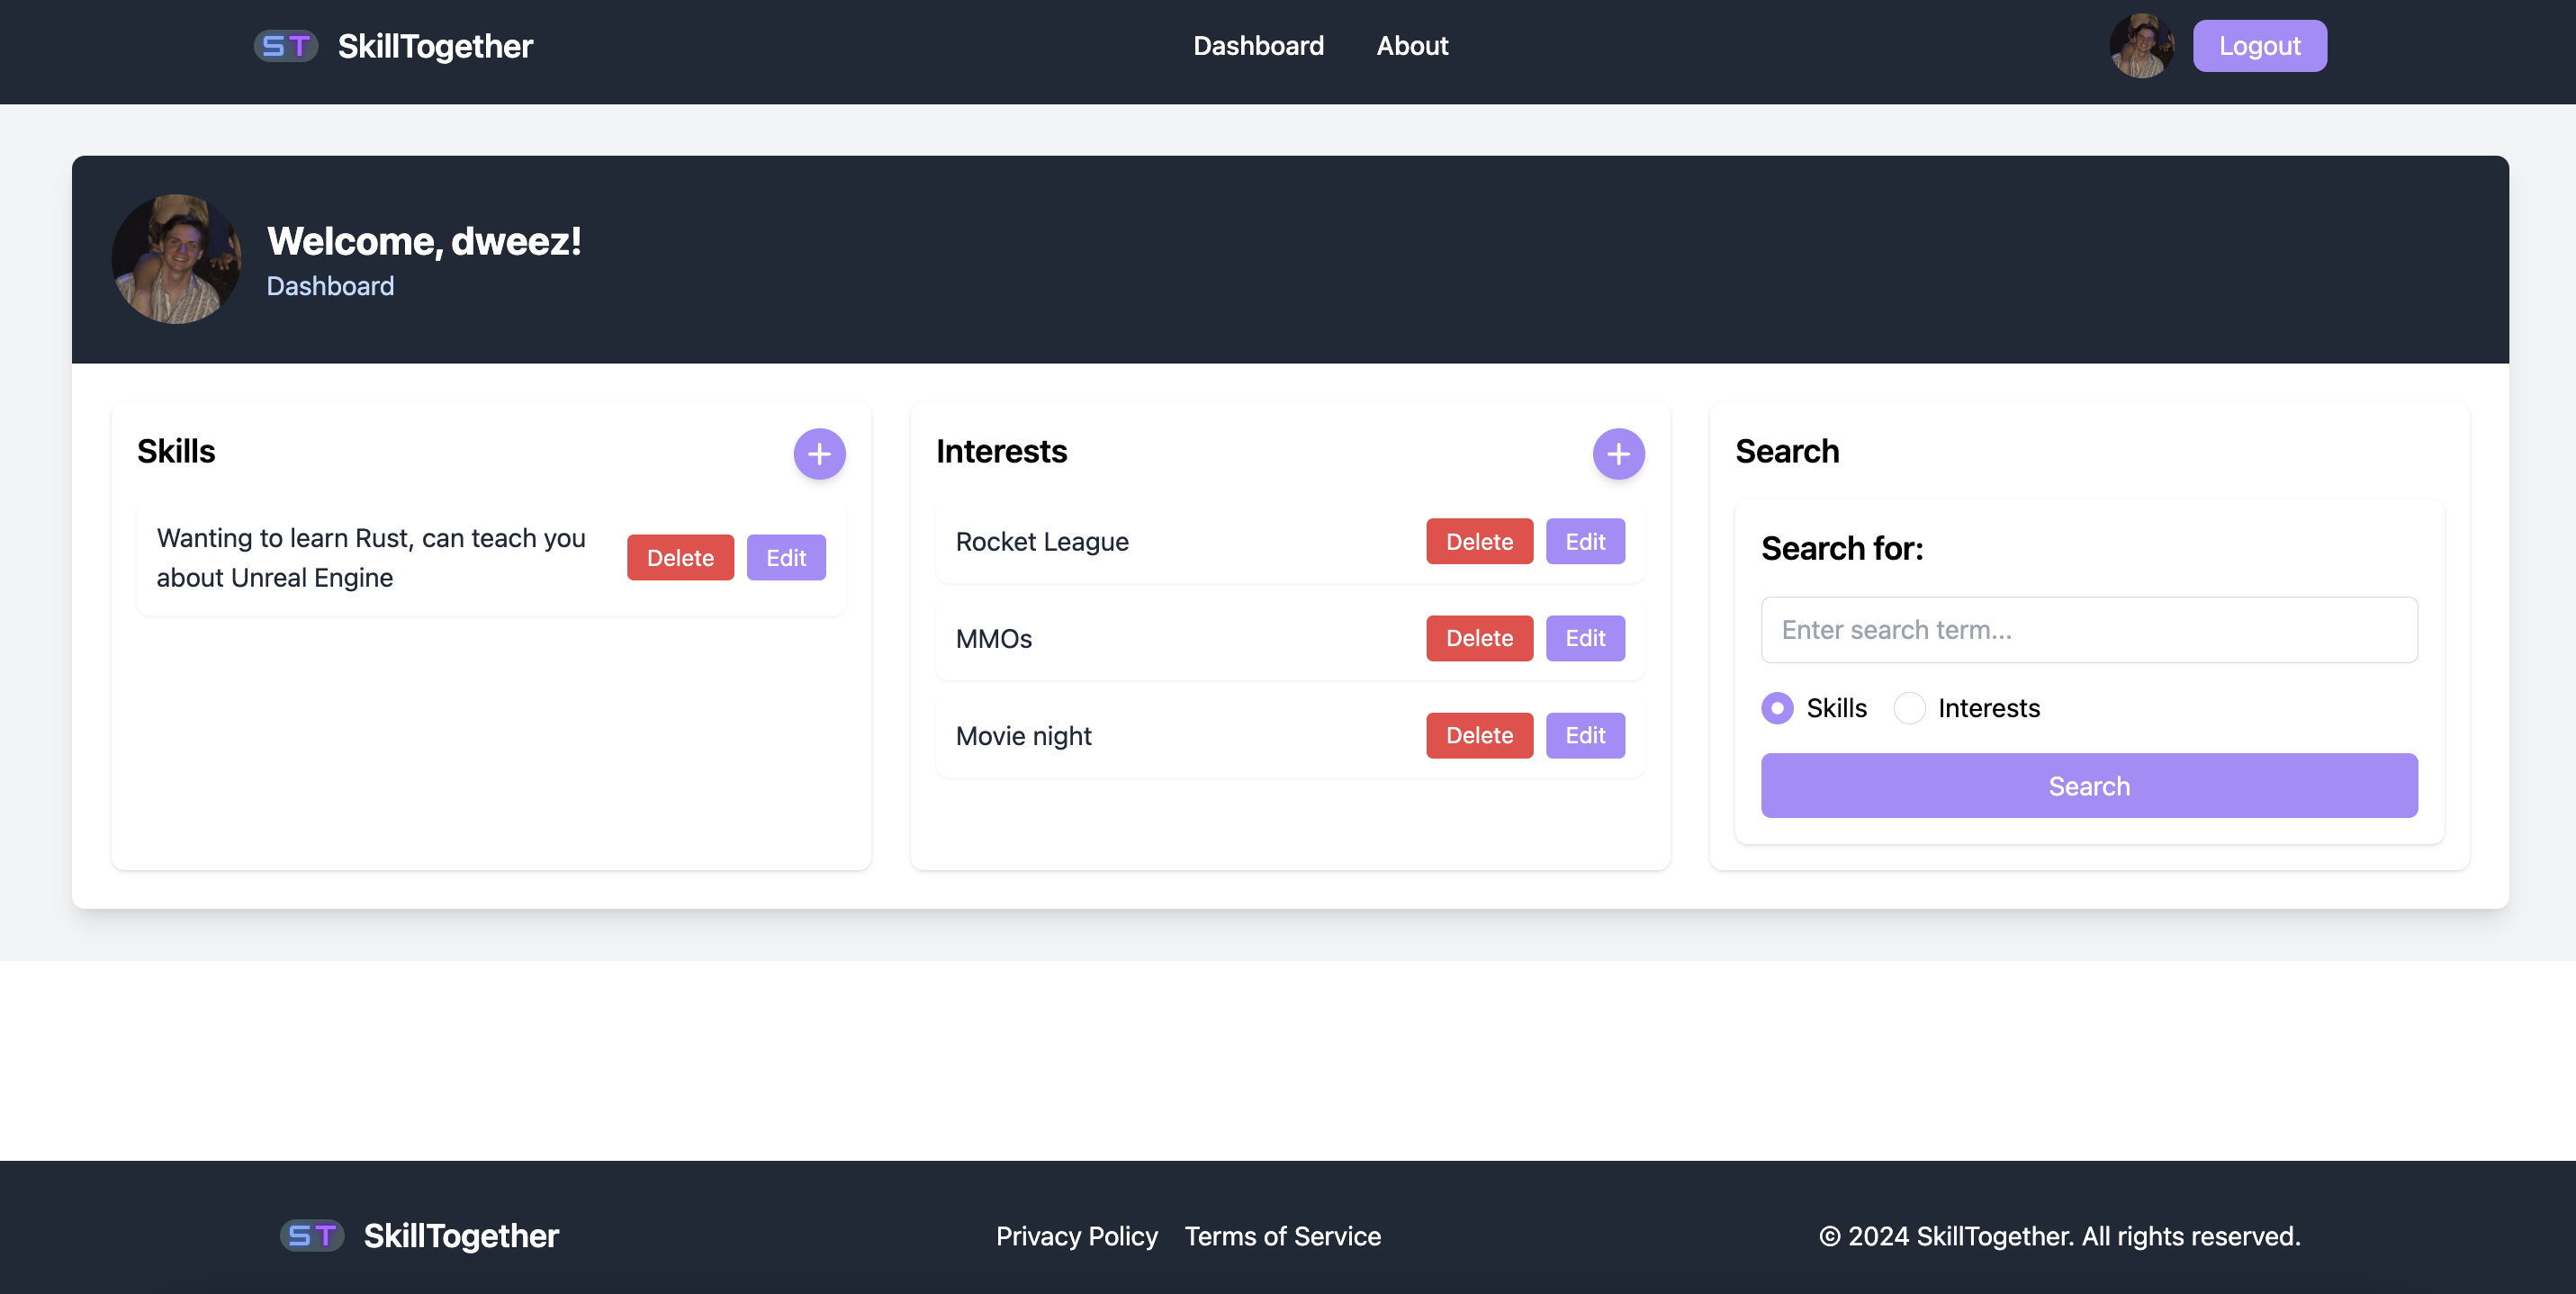 ST SkillTogether
Dashboard About
Logout
Welcome, dweez!
Dashboard
Skills
+
Wanting to learn Rust, can teach you
about Unreal Engine
Delete Edit
Interests
+
Rocket League Delete Edit
MMOs Delete Edit
Movie night Delete Edit
Search
Search for:
Enter search term...
Skills Interests
Search
ST SkillTogether
Privacy Policy Terms of Service
© 2024 SkillTogether. All rights reserved.